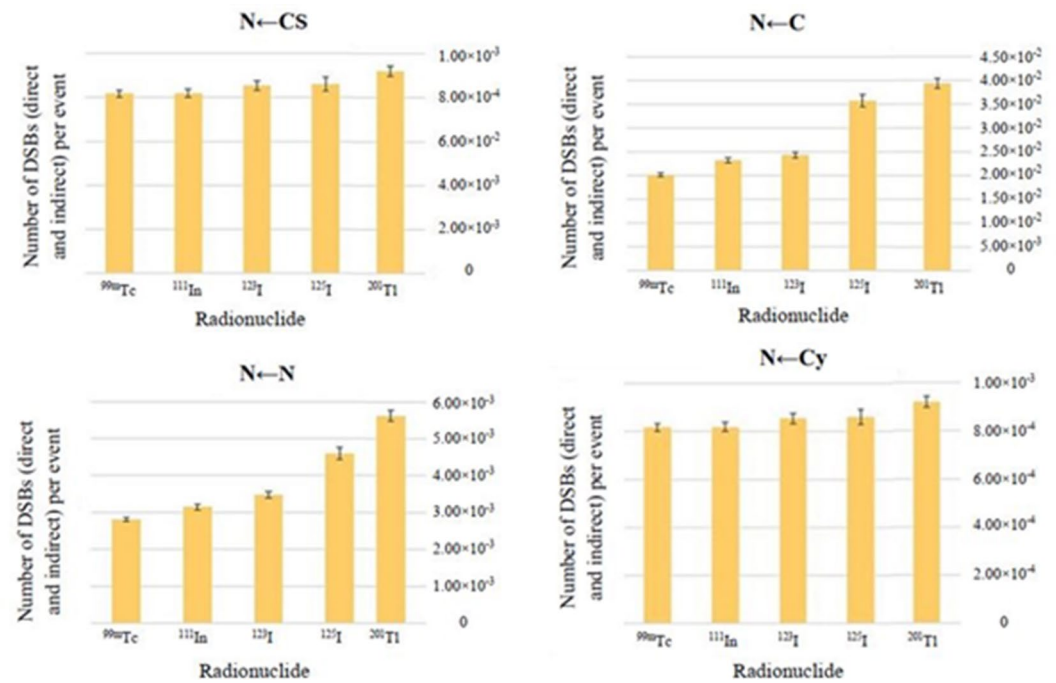 N←CS
Number of DSBs (direct
and indirect) per event
1.00×10⁻³
8.00×10⁻⁴
6.00×10⁻²
4.00×10⁻³
2.00×10⁻³
0
⁹⁹ᵐTc ¹¹¹In ¹²³I ¹²⁵I ²⁰¹Tl
Radionuclide
N←C
Number of DSBs (direct
and indirect) per event
4.50×10⁻²
4.00×10⁻²
3.50×10⁻²
3.00×10⁻²
2.50×10⁻²
2.00×10⁻²
1.50×10⁻²
1.00×10⁻²
5.00×10⁻³
0
⁹⁹ᵐTc ¹¹¹In ¹²³I ¹²⁵I ²⁰¹Tl
Radionuclide
N←N
Number of DSBs (direct
and indirect) per event
6.00×10⁻³
5.00×10⁻³
4.00×10⁻³
3.00×10⁻³
2.00×10⁻³
1.00×10⁻³
0
⁹⁹ᵐTc ¹¹¹In ¹²³I ¹²⁵I ²⁰¹Tl
Radionuclide
N←Cy
Number of DSBs (direct
and indirect) per event
1.00×10⁻³
8.00×10⁻⁴
6.00×10⁻⁴
4.00×10⁻⁴
2.00×10⁻⁴
0
⁹⁹ᵐTc ¹¹¹In ¹²³I ¹²⁵I ²⁰¹Tl
Radionuclide